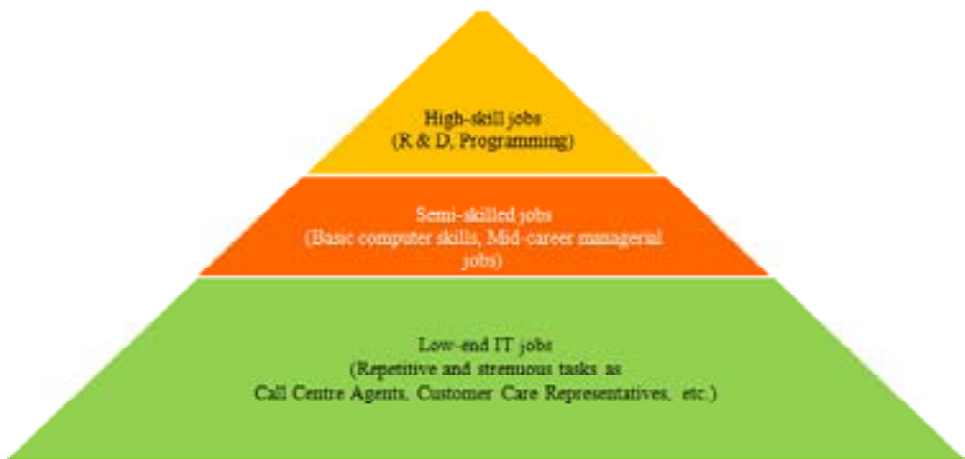 High-skill jobs
(R & D, Programming)
Semi-skilled jobs
(Basic computer skills, Mid-career managerial
jobs)
Low-end IT jobs
(Repetitive and strenuous tasks as
Call Centre Agents, Customer Care Representatives, etc.)